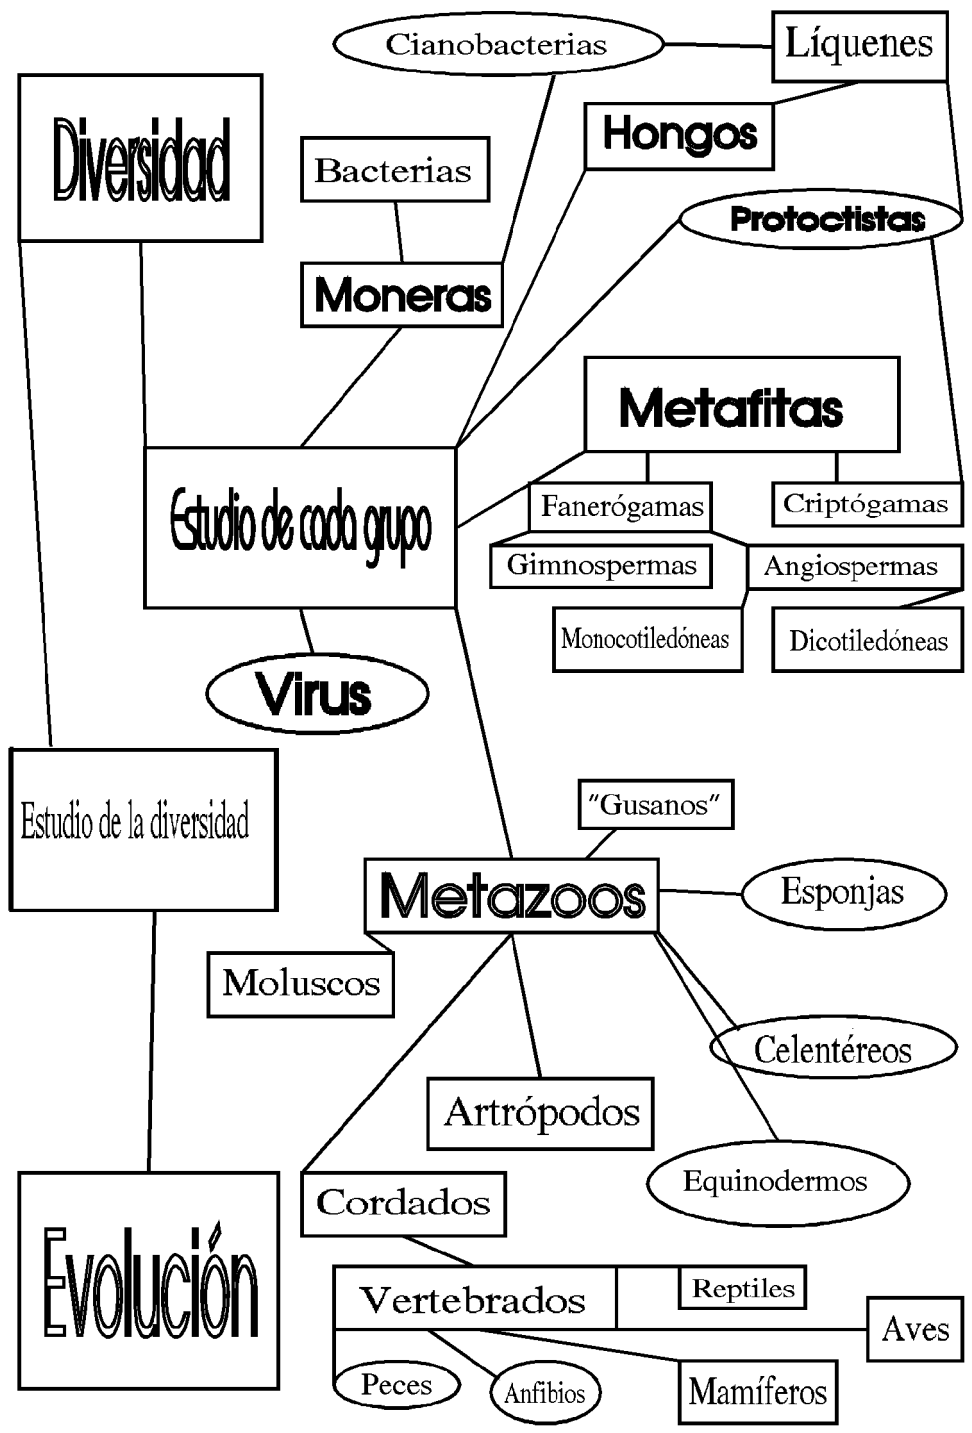 Cianobacterias
Líquenes
Diversidad
Hongos
Bacterias
Protoctistas
Moneras
Metafitas
Fanerógamas
Criptógamas
Estudio de cada grupo
Gimnospermas
Angiospermas
Monocotiledóneas
Dicotiledóneas
Virus
Estudio de la diversidad
"Gusanos"
Metazoos
Esponjas
Moluscos
Celentéreos
Artrópodos
Equinodermos
Cordados
Evolución
Vertebrados
Reptiles
Aves
Peces
Anfibios
Mamíferos